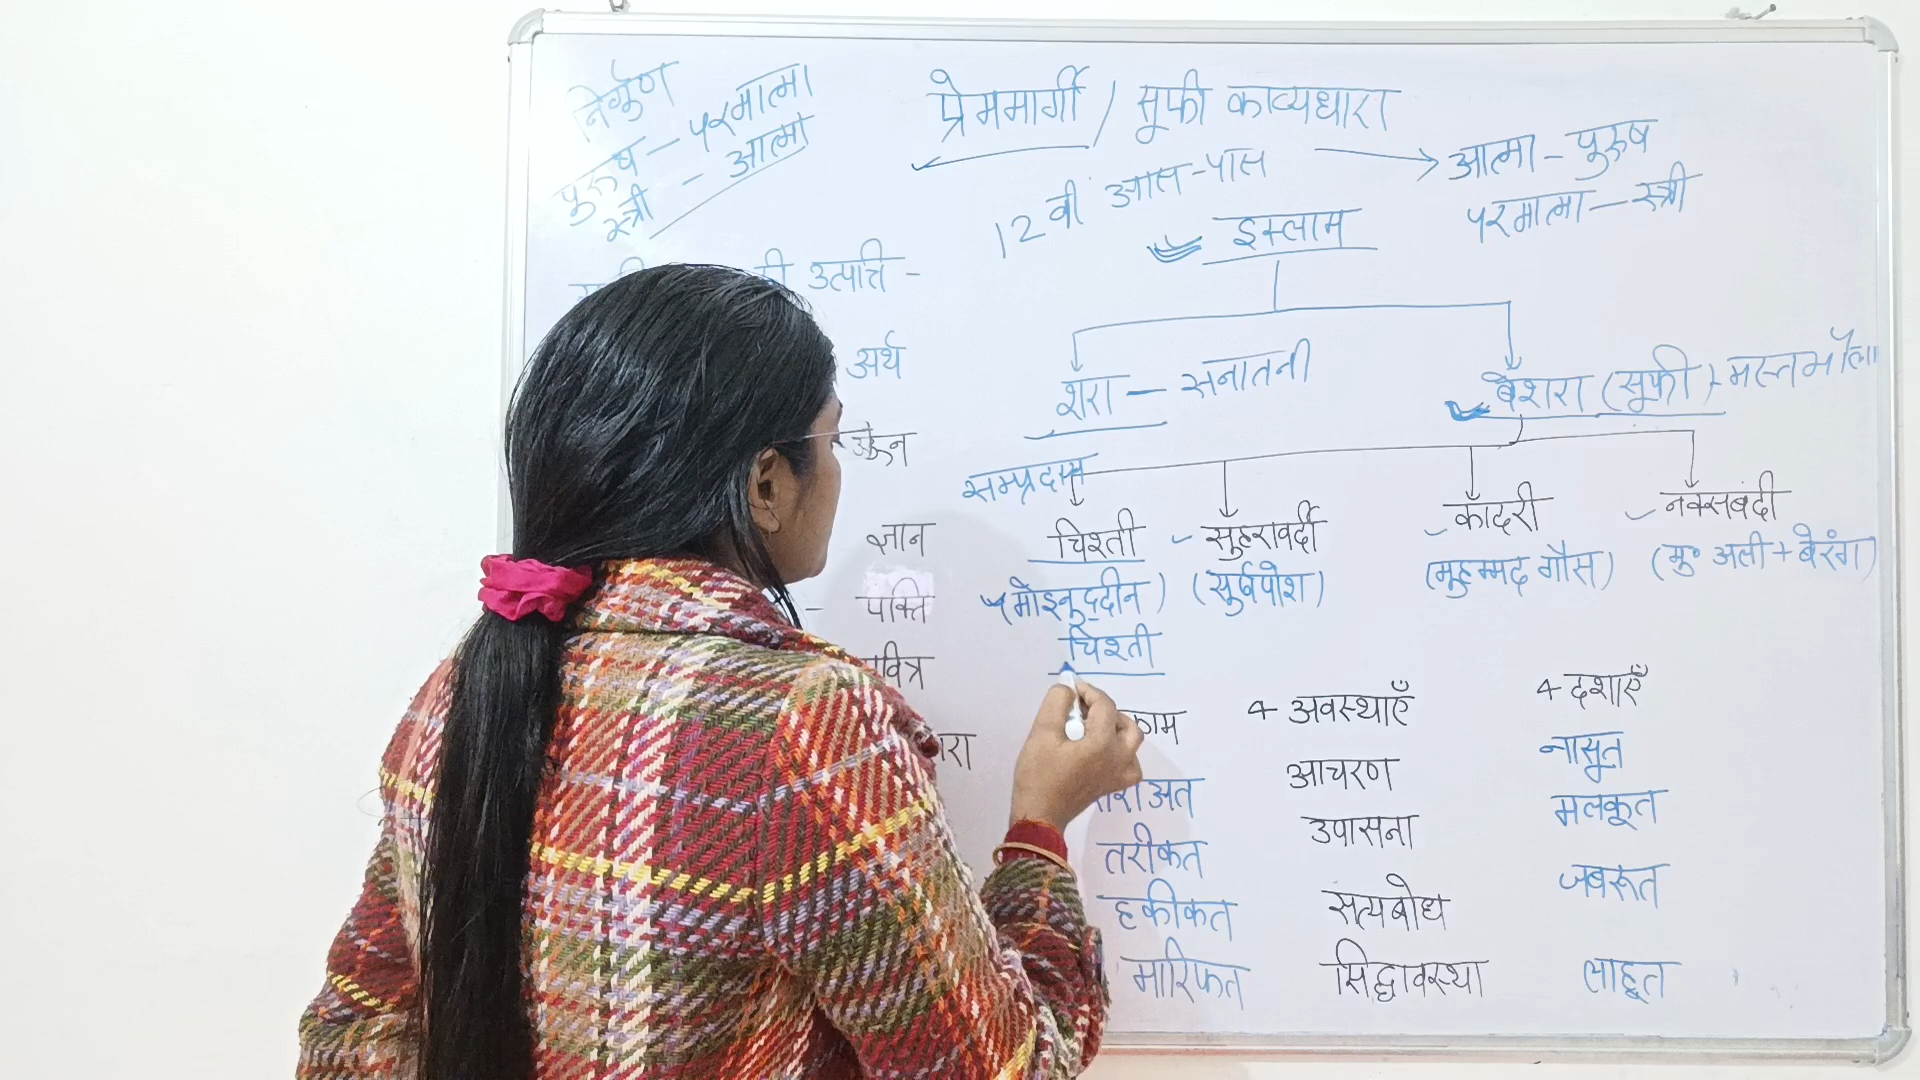 निर्गुण
पुरुष — परमात्मा
स्त्री — आत्मा
प्रेममार्गी / सूफी काव्यधारा
12 वी आस-पास
आत्मा — पुरुष
परमात्मा — स्त्री
इस्लाम
उत्पत्ति -
अर्थ
शरा — सनातनी
बेशरा (सूफी) - मस्तमौला
सम्प्रदाय
चिश्ती
सुहरावर्दी
कादरी
नक्सबंदी
(मोइनुद्दीन)
चिश्ती
(सुर्खपोश)
(मुहम्मद गौस)
(मु० अली + बेरंग)
ज्ञान
- पंक्ति
4 अवस्थाएँ
आचरण
उपासना
सत्यबोध
सिद्धावस्था
4 दशाएँ
नासूत
मलकूत
जबरूत
लाहूत
तरीकत
हकीकत
मारिफत